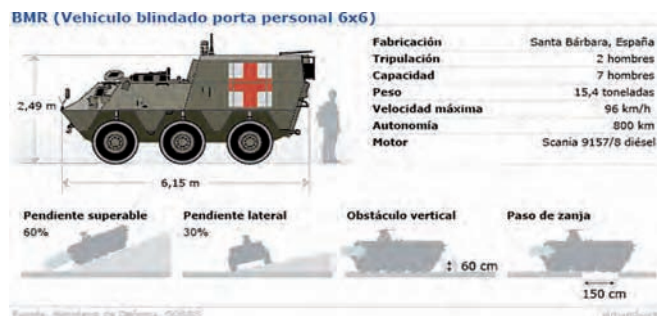 BMR (Vehículo blindado porta personal 6x6)
Fabricación Santa Bárbara, España
Tripulación 2 hombres
Capacidad 7 hombres
Peso 15,4 toneladas
Velocidad máxima 96 km/h
Autonomía 800 km
Motor Scania 9157/8 diésel
2,49 m
6,15 m
Pendiente superable
60%
Pendiente lateral
30%
Obstáculo vertical
60 cm
Paso de zanja
150 cm